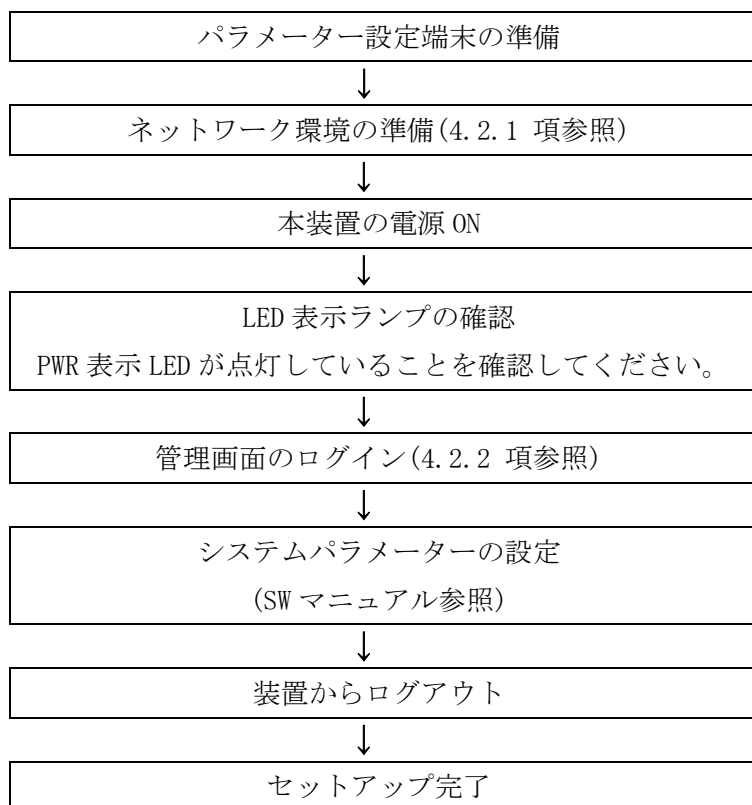 パラメーター設定端末の準備
↓
ネットワーク環境の準備(4.2.1 項参照)
↓
本装置の電源 ON
↓
LED 表示ランプの確認
PWR 表示 LED が点灯していることを確認してください。
↓
管理画面のログイン(4.2.2 項参照)
↓
システムパラメーターの設定
(SW マニュアル参照)
↓
装置からログアウト
↓
セットアップ完了